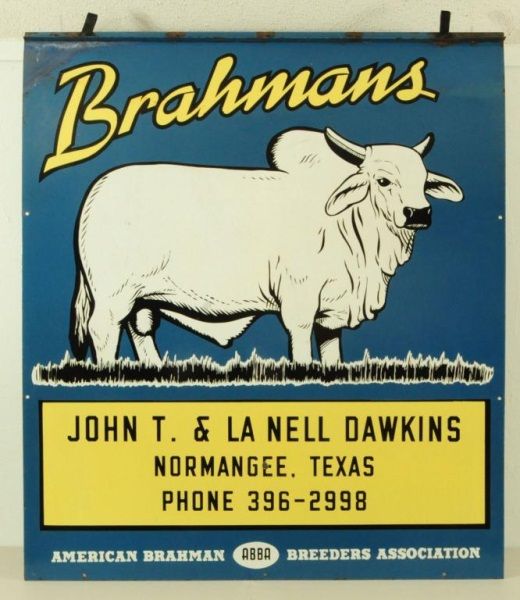 Brahmans
JOHN T. & LA NELL DAWKINS
NORMANGEE, TEXAS
PHONE 396-2998
AMERICAN BRAHMAN ABBA BREEDERS ASSOCIATION